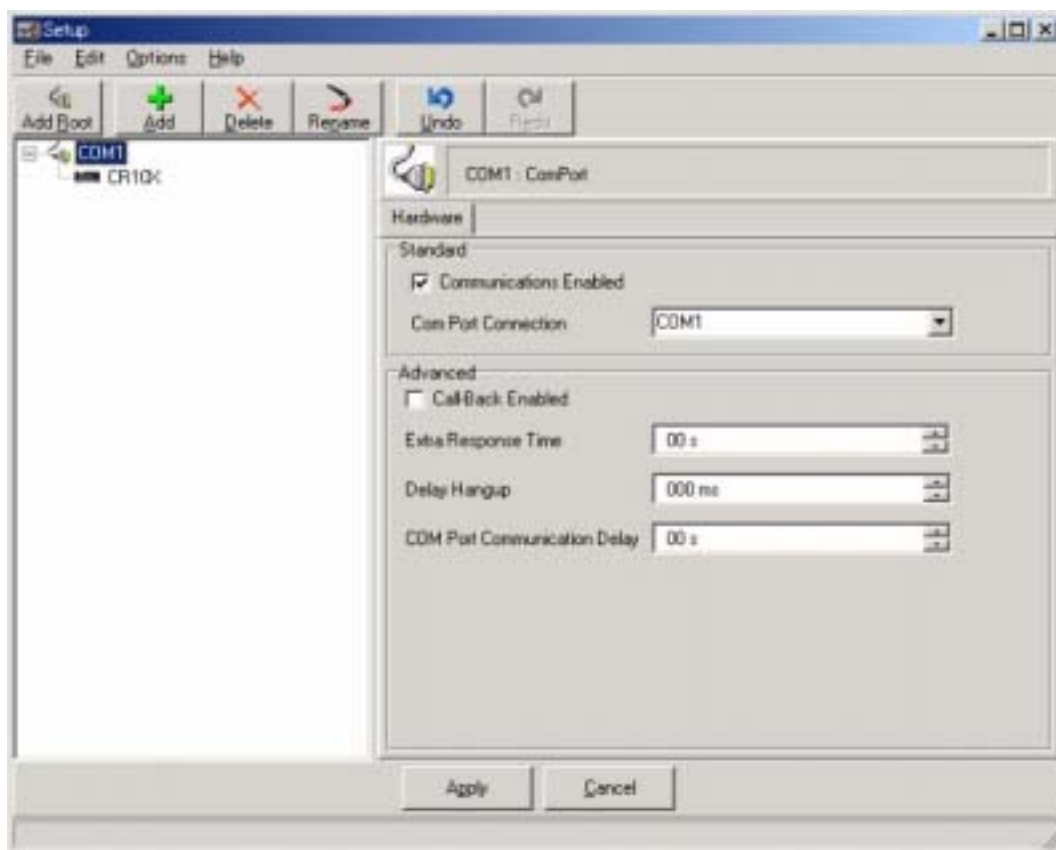 Setup
File Edit Options Help
Add Root Add Delete Rename Undo Redo
COM1
CR10X
COM1 : ComPort
Hardware
Standard
Communications Enabled
Com Port Connection COM1
Advanced
Call-Back Enabled
Extra Response Time 00 s
Delay Hangup 000 ms
COM Port Communication Delay 00 s
Apply Cancel